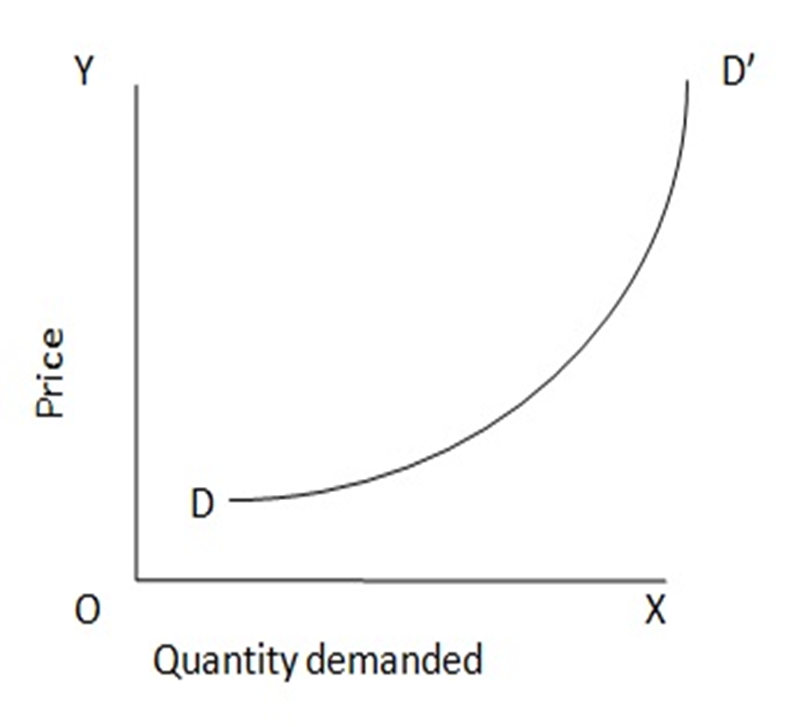 Y
D′
Price
D
O
X
Quantity demanded